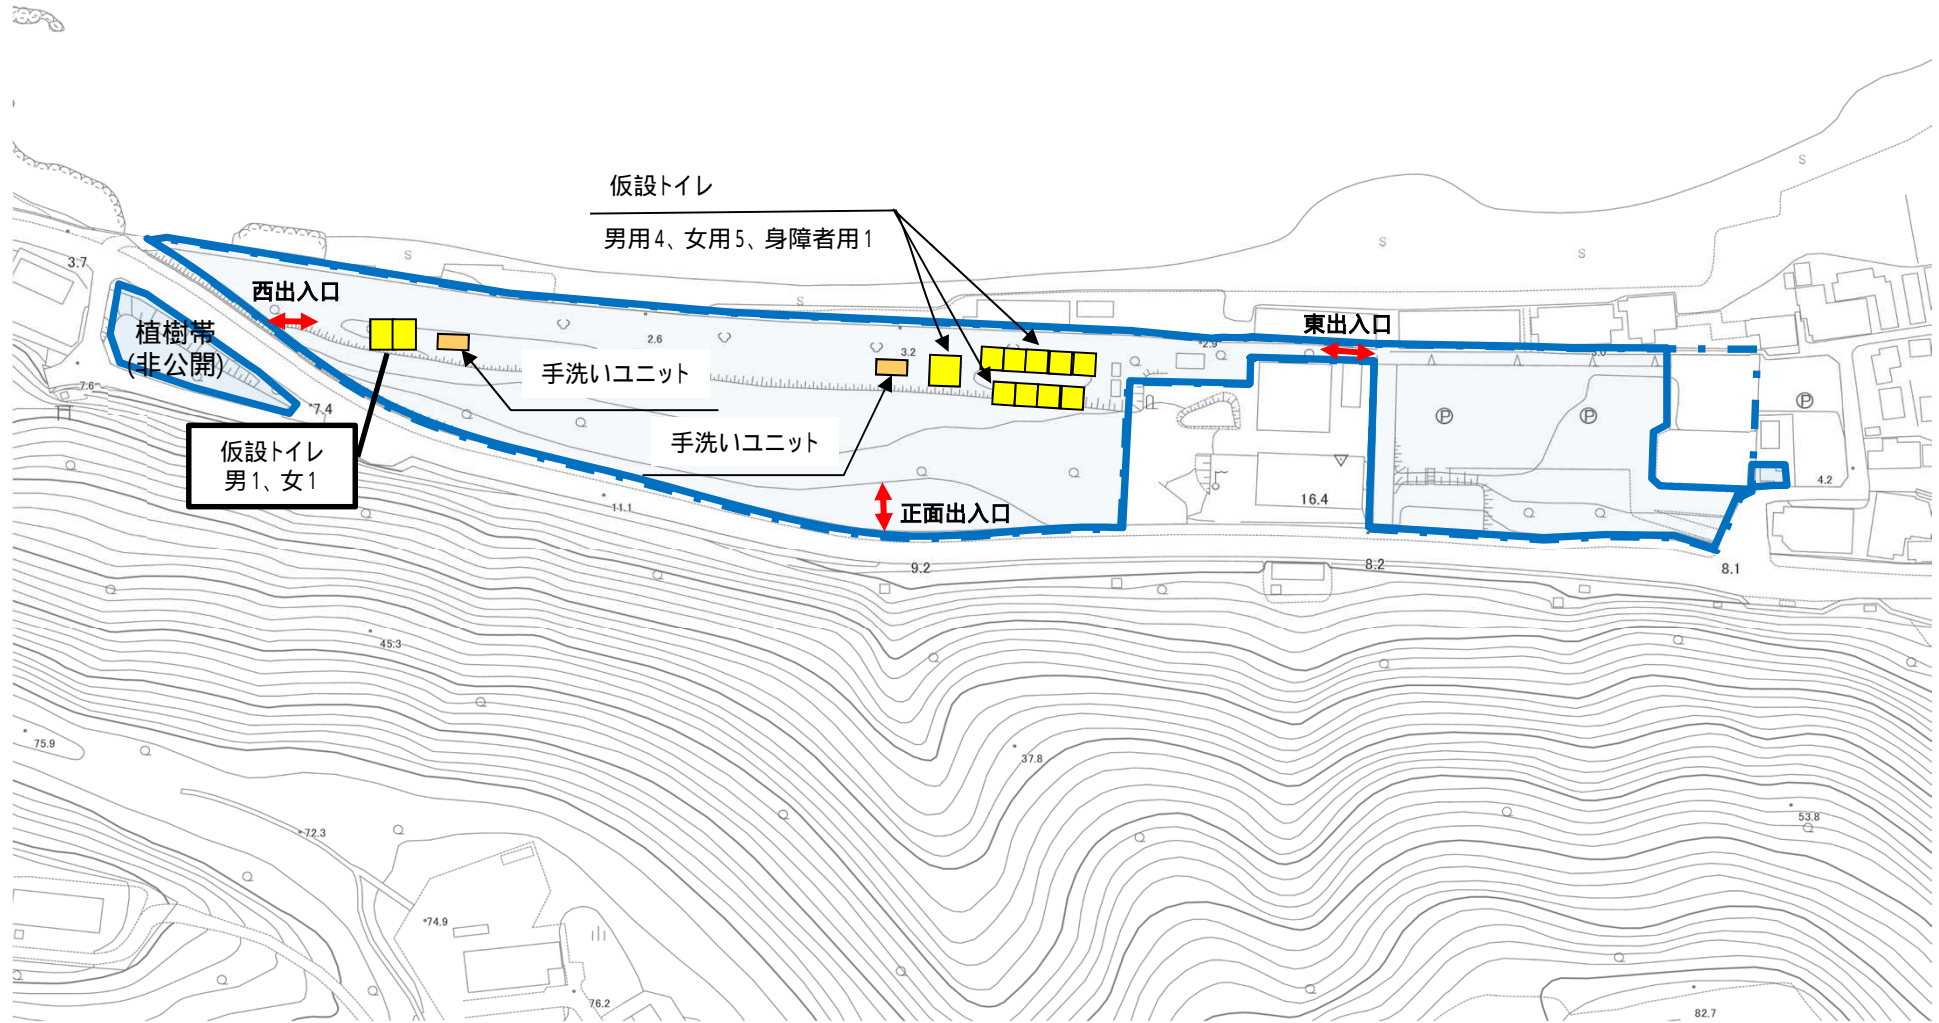 仮設トイレ
男用4、女用5、身障者用1
S
S
S
S
S
3.7
西出入口
東出入口
植樹帯
(非公開)
2.6
3.2
2.9
3.0
手洗いユニット
手洗いユニット
7.6
7.4
仮設トイレ
男1、女1
P
P
P
正面出入口
16.4
4.2
11.1
9.2
8.2
8.1
45.3
75.9
37.8
72.3
53.8
74.9
76.2
82.7